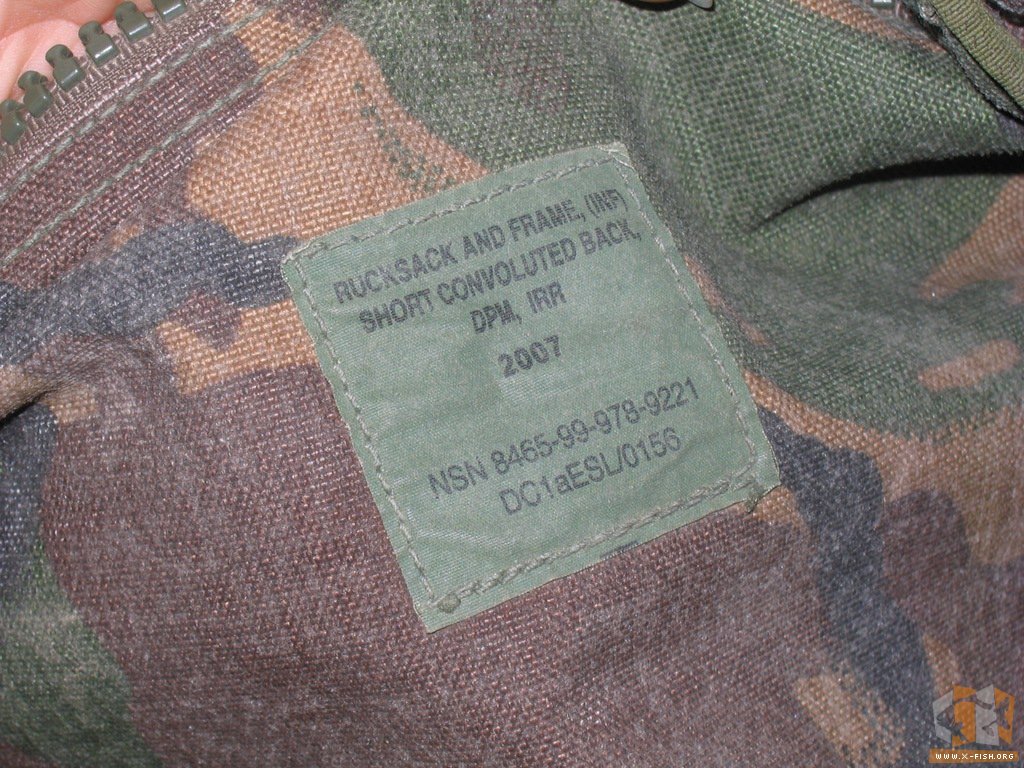 RUCKSACK AND FRAME, (INF)
SHORT CONVOLUTED BACK,
DPM, IRR
2007
NSN 8465-99-978-9221
DC1aESL/0156
WWW.X-FISH.ORG